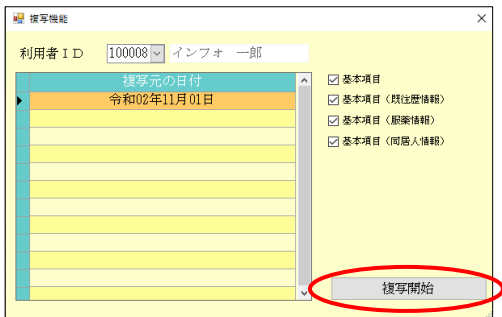 複写機能
利用者ＩＤ 100008 インフォ 一郎
複写元の日付
令和02年11月01日
基本項目
基本項目（既往歴情報）
基本項目（服薬情報）
基本項目（同居人情報）
複写開始